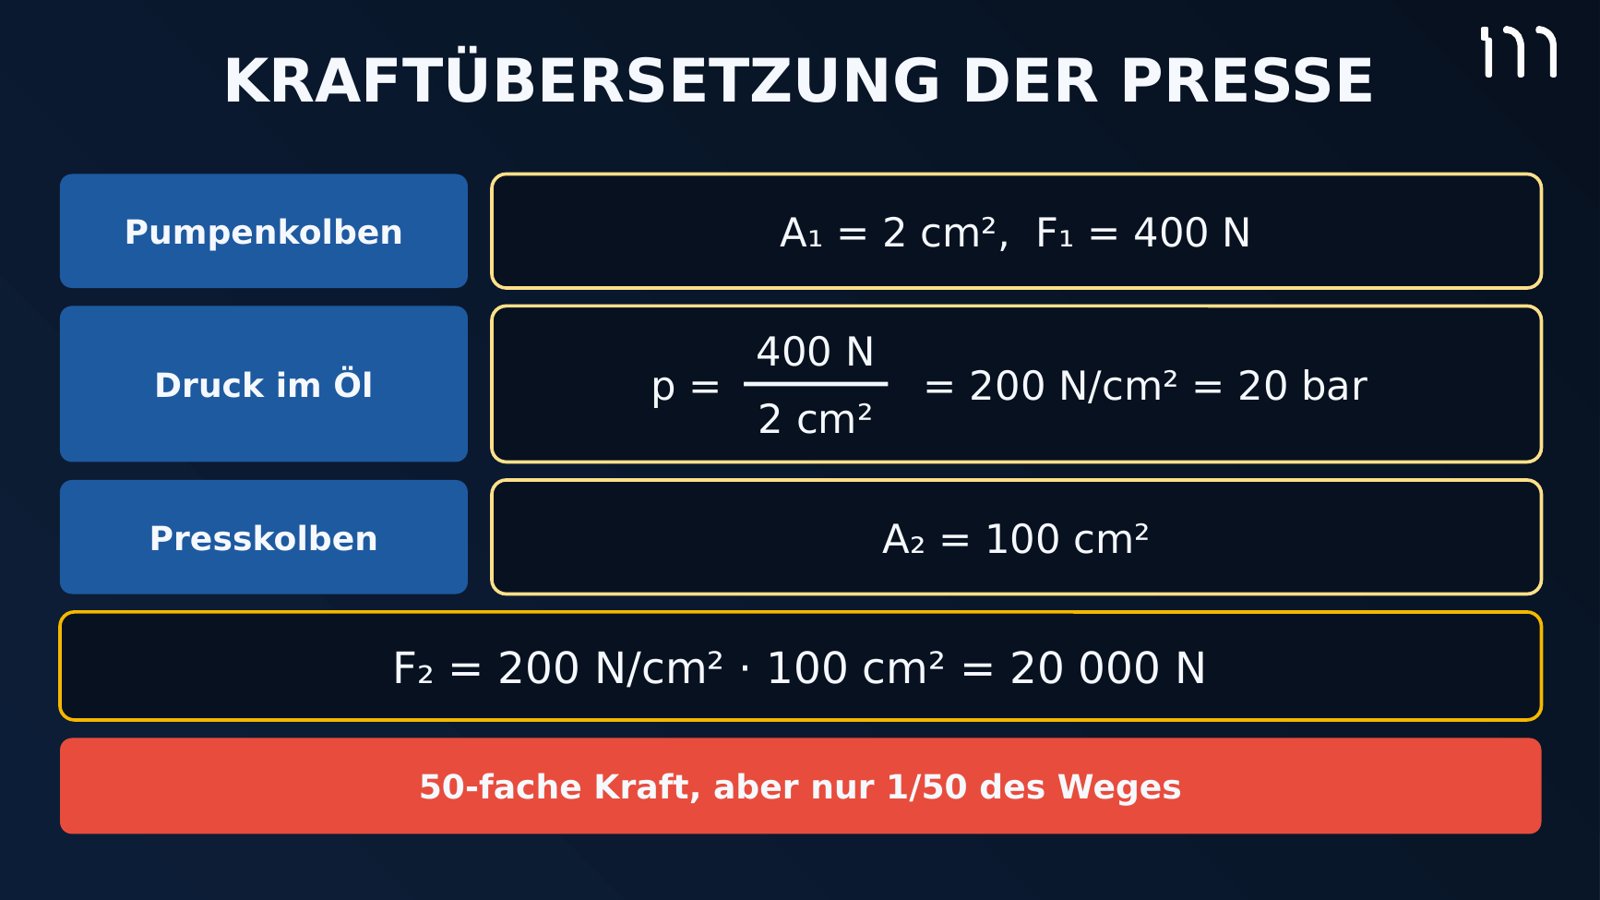 KRAFTÜBERSETZUNG DER PRESSE
Pumpenkolben
A₁ = 2 cm², F₁ = 400 N
Druck im Öl
p = 400 N / 2 cm² = 200 N/cm² = 20 bar
Presskolben
A₂ = 100 cm²
F₂ = 200 N/cm² · 100 cm² = 20 000 N
50-fache Kraft, aber nur 1/50 des Weges